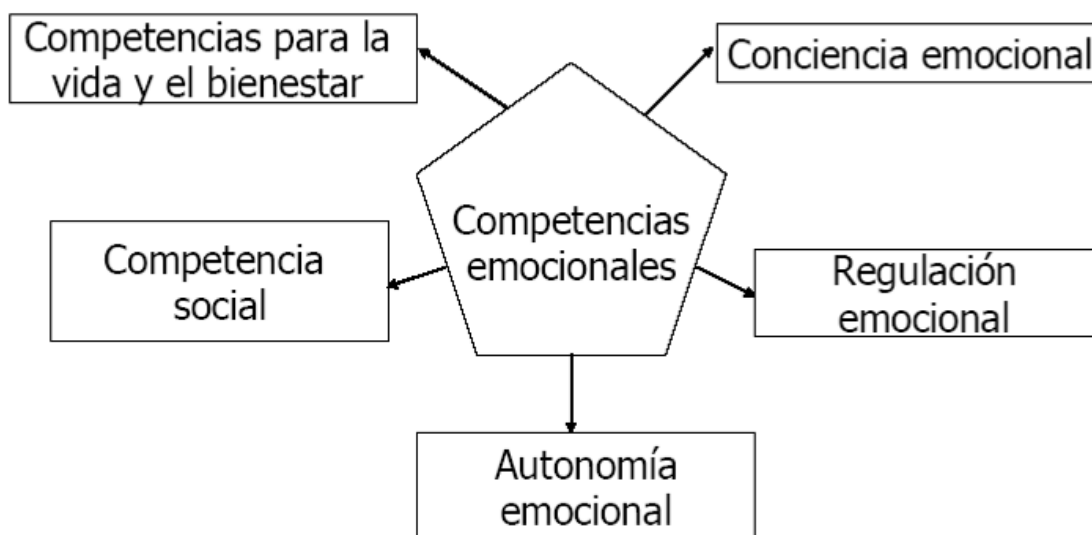 Competencias para la
vida y el bienestar
Conciencia emocional
Competencias
emocionales
Competencia
social
Regulación
emocional
Autonomía
emocional